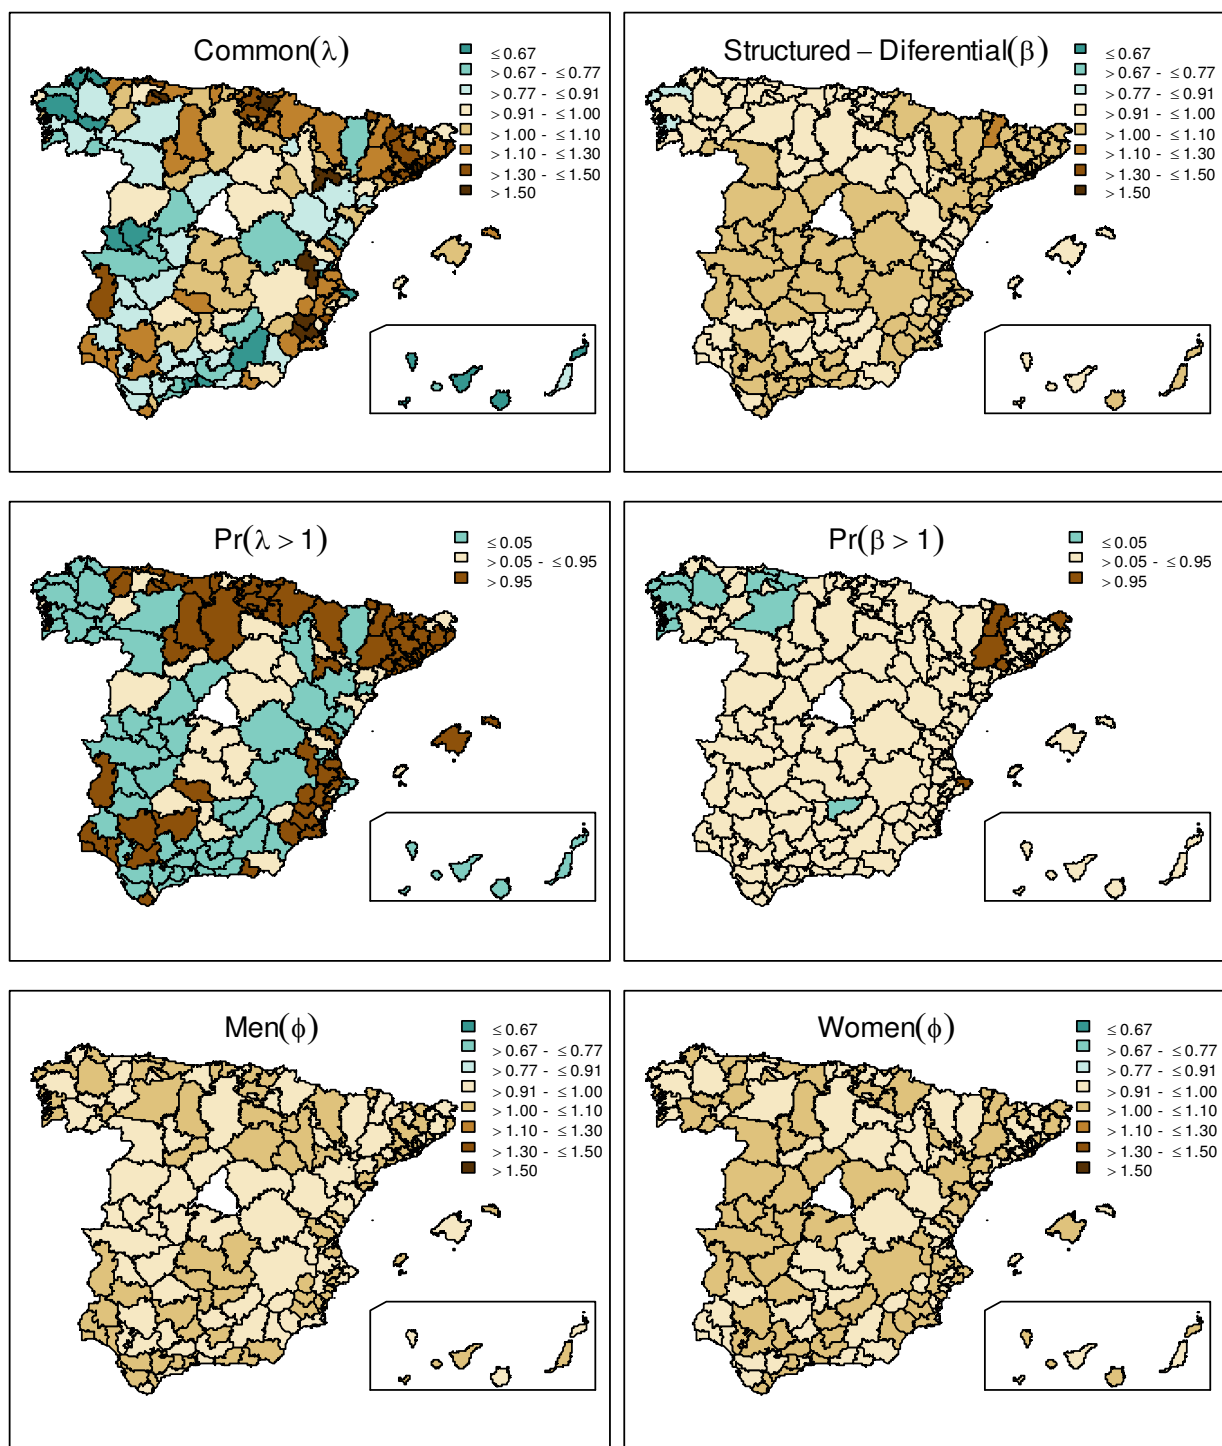 Common(λ)
≤ 0.67
> 0.67 - ≤ 0.77
> 0.77 - ≤ 0.91
> 0.91 - ≤ 1.00
> 1.00 - ≤ 1.10
> 1.10 - ≤ 1.30
> 1.30 - ≤ 1.50
> 1.50
Structured – Diferential(β)
≤ 0.67
> 0.67 - ≤ 0.77
> 0.77 - ≤ 0.91
> 0.91 - ≤ 1.00
> 1.00 - ≤ 1.10
> 1.10 - ≤ 1.30
> 1.30 - ≤ 1.50
> 1.50
Pr(λ > 1)
≤ 0.05
> 0.05 - ≤ 0.95
> 0.95
Pr(β > 1)
≤ 0.05
> 0.05 - ≤ 0.95
> 0.95
Men(ϕ)
≤ 0.67
> 0.67 - ≤ 0.77
> 0.77 - ≤ 0.91
> 0.91 - ≤ 1.00
> 1.00 - ≤ 1.10
> 1.10 - ≤ 1.30
> 1.30 - ≤ 1.50
> 1.50
Women(ϕ)
≤ 0.67
> 0.67 - ≤ 0.77
> 0.77 - ≤ 0.91
> 0.91 - ≤ 1.00
> 1.00 - ≤ 1.10
> 1.10 - ≤ 1.30
> 1.30 - ≤ 1.50
> 1.50